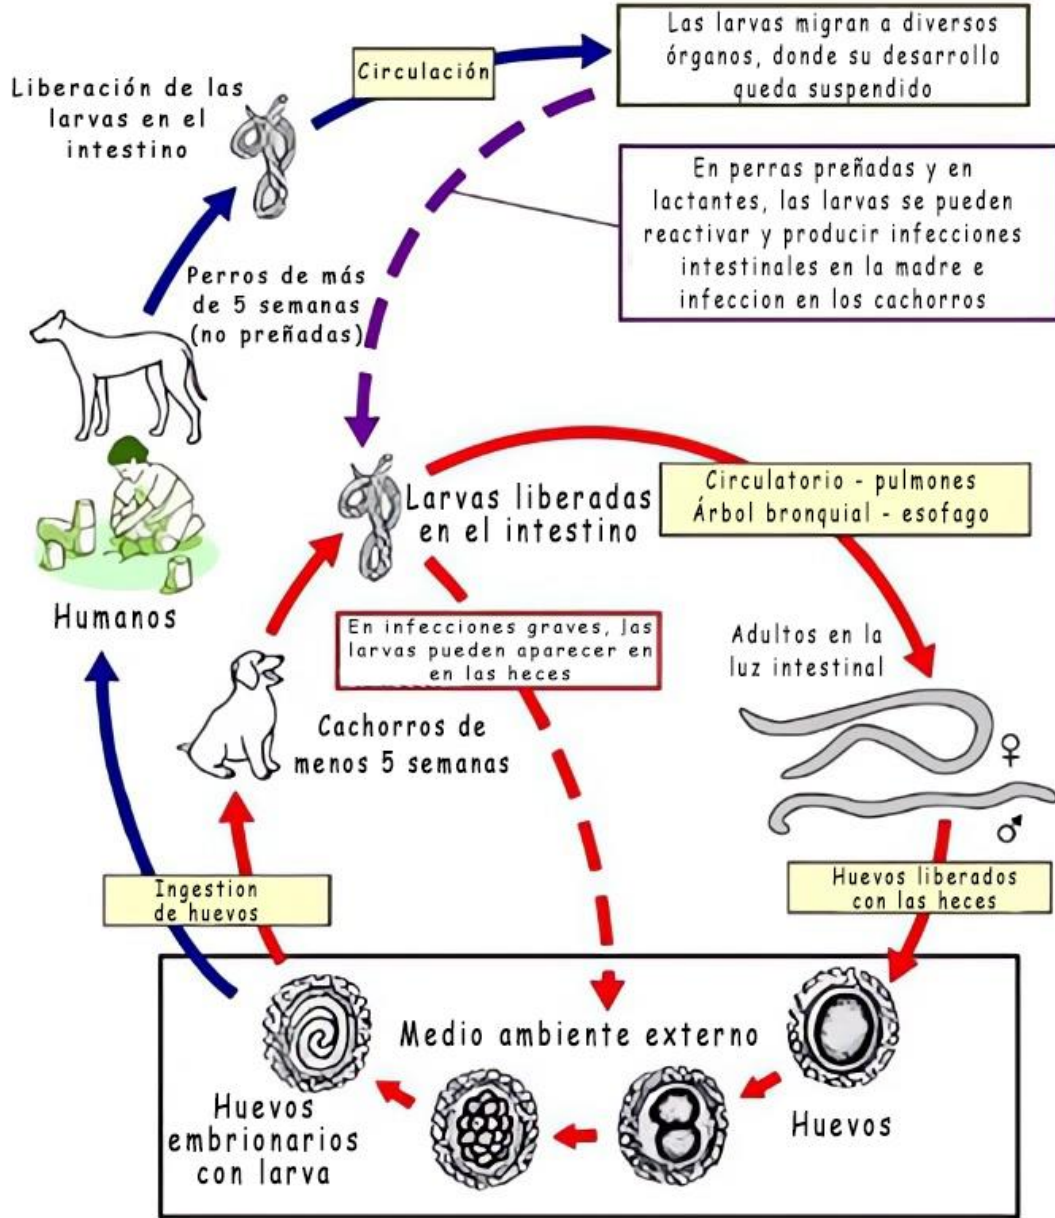 Las larvas migran a diversos
órganos, donde su desarrollo
queda suspendido
Circulación
Liberación de las
larvas en el
intestino
En perras preñadas y en
lactantes, las larvas se pueden
reactivar y producir infecciones
intestinales en la madre e
infeccion en los cachorros
Perros de más
de 5 semanas
(no preñadas)
Larvas liberadas
en el intestino
Circulatorio - pulmones
Árbol bronquial - esofago
Humanos
En infecciones graves, las
larvas pueden aparecer en
en las heces
Adultos en la
luz intestinal
Cachorros de
menos 5 semanas
♀
♂
Ingestion
de huevos
Huevos liberados
con las heces
Medio ambiente externo
Huevos
embrionarios
con larva
Huevos